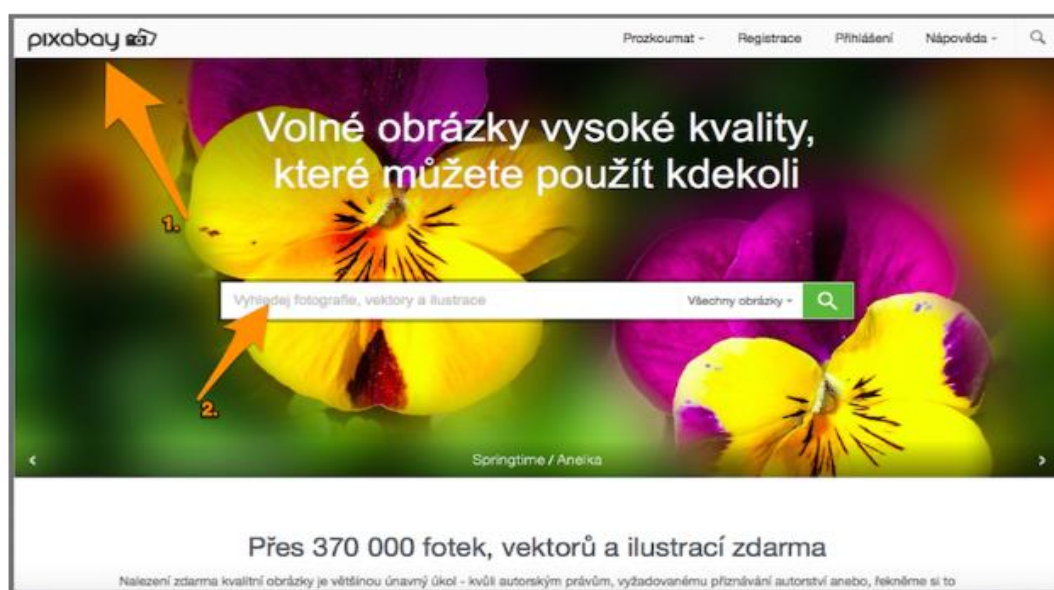 pixabay
Prozkoumat Registrace Přihlášení Nápověda
Volné obrázky vysoké kvality,
které můžete použít kdekoli
1.
Vyhledej fotografie, vektory a ilustrace Všechny obrázky
2.
Springtime / Anelka
Přes 370 000 fotek, vektorů a ilustrací zdarma
Nalezení zdarma kvalitní obrázky je většinou únavný úkol - kvůli autorským právům, vyžadovanému přiznávání autorství anebo, řekněme si to